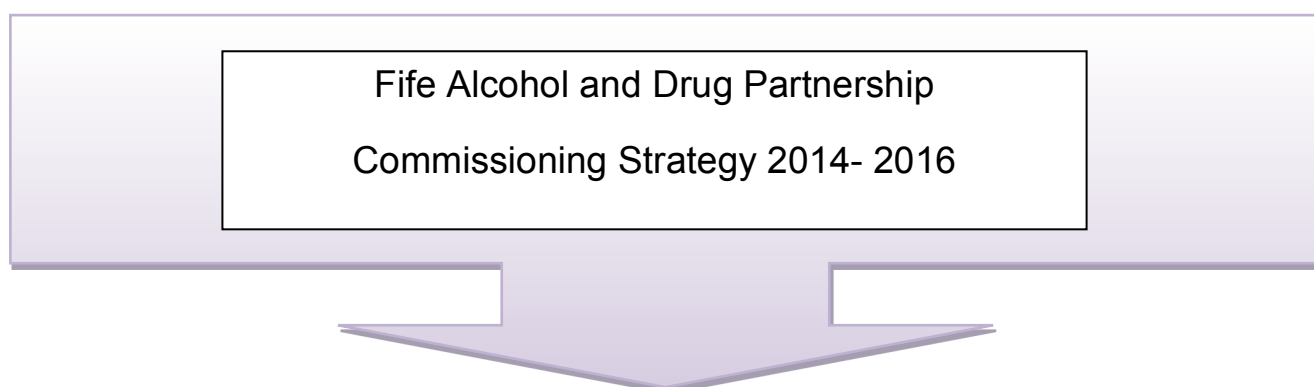 Fife Alcohol and Drug Partnership
Commissioning Strategy 2014- 2016